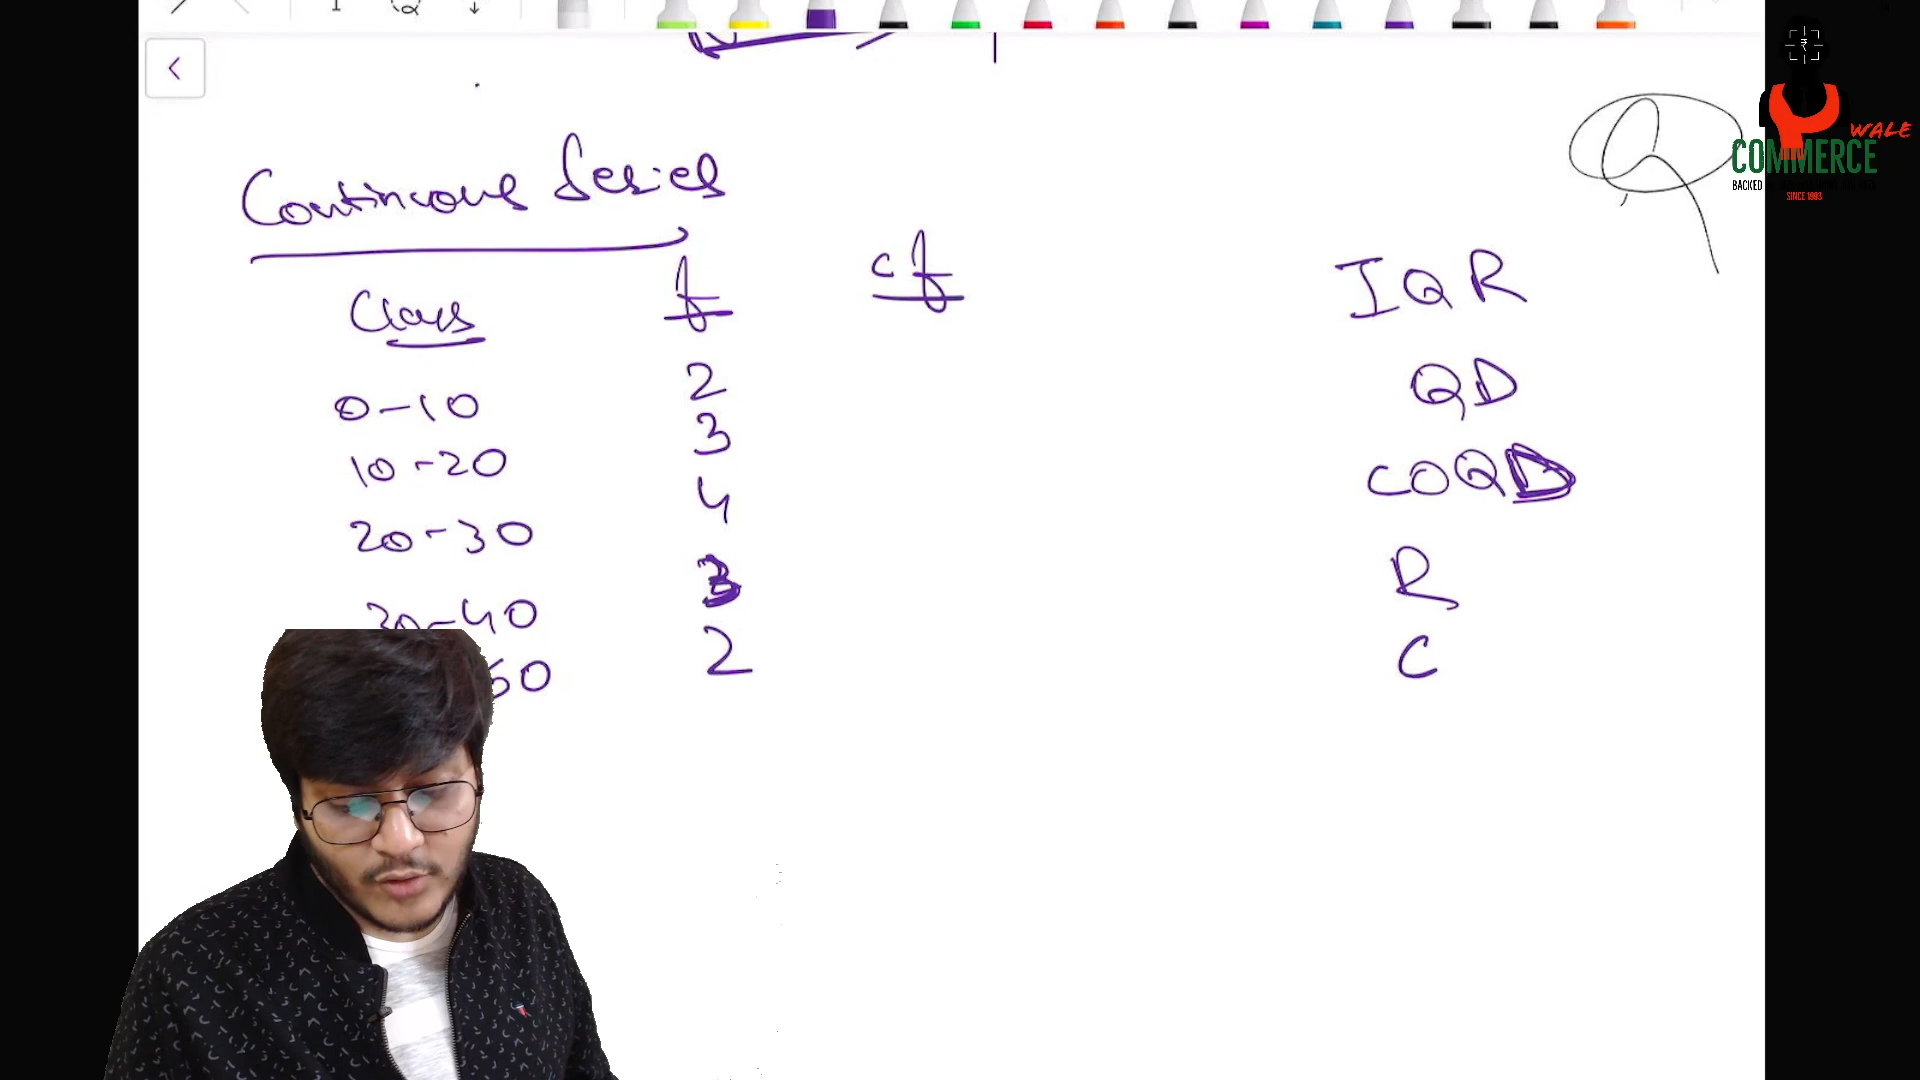 Continuous Series
Class f cf
0-10 2
10-20 3
20-30 4
30-40 3
50 2
IQR
QD
COQD
R
C
Q
WALE
COMMERCE
BACKED
SINCE 1993